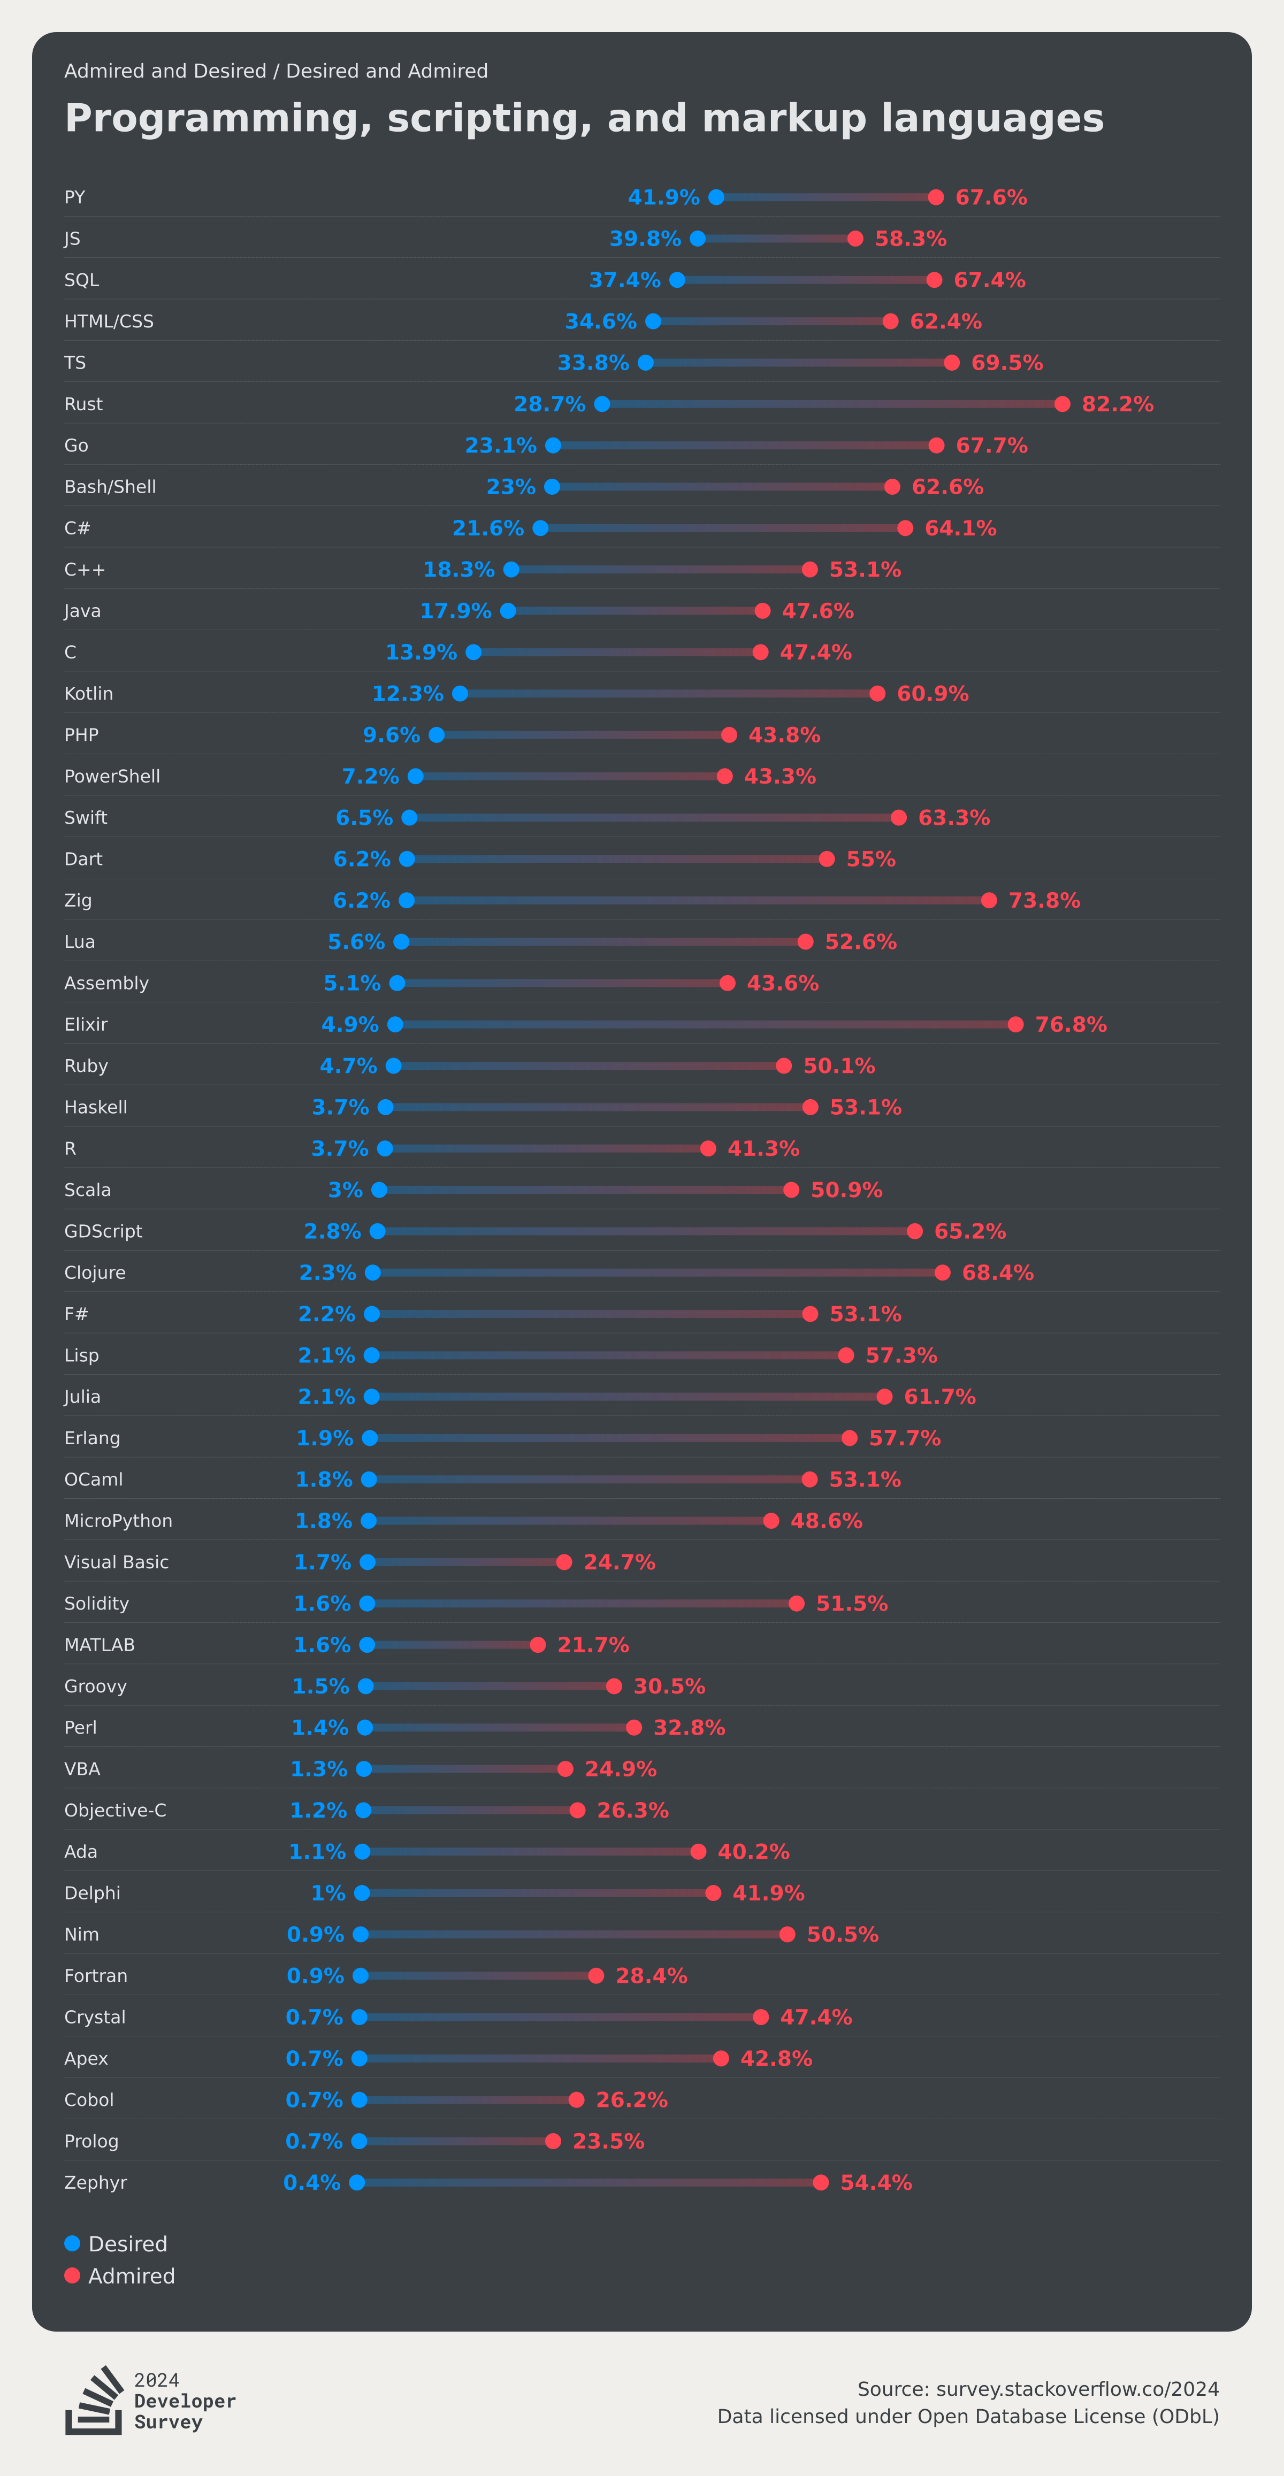 Admired and Desired / Desired and Admired
Programming, scripting, and markup languages
PY 41.9% 67.6%
JS 39.8% 58.3%
SQL 37.4% 67.4%
HTML/CSS 34.6% 62.4%
TS 33.8% 69.5%
Rust 28.7% 82.2%
Go 23.1% 67.7%
Bash/Shell 23% 62.6%
C# 21.6% 64.1%
C++ 18.3% 53.1%
Java 17.9% 47.6%
C 13.9% 47.4%
Kotlin 12.3% 60.9%
PHP 9.6% 43.8%
PowerShell 7.2% 43.3%
Swift 6.5% 63.3%
Dart 6.2% 55%
Zig 6.2% 73.8%
Lua 5.6% 52.6%
Assembly 5.1% 43.6%
Elixir 4.9% 76.8%
Ruby 4.7% 50.1%
Haskell 3.7% 53.1%
R 3.7% 41.3%
Scala 3% 50.9%
GDScript 2.8% 65.2%
Clojure 2.3% 68.4%
F# 2.2% 53.1%
Lisp 2.1% 57.3%
Julia 2.1% 61.7%
Erlang 1.9% 57.7%
OCaml 1.8% 53.1%
MicroPython 1.8% 48.6%
Visual Basic 1.7% 24.7%
Solidity 1.6% 51.5%
MATLAB 1.6% 21.7%
Groovy 1.5% 30.5%
Perl 1.4% 32.8%
VBA 1.3% 24.9%
Objective-C 1.2% 26.3%
Ada 1.1% 40.2%
Delphi 1% 41.9%
Nim 0.9% 50.5%
Fortran 0.9% 28.4%
Crystal 0.7% 47.4%
Apex 0.7% 42.8%
Cobol 0.7% 26.2%
Prolog 0.7% 23.5%
Zephyr 0.4% 54.4%
Desired
Admired
2024
Developer
Survey
Source: survey.stackoverflow.co/2024
Data licensed under Open Database License (ODbL)